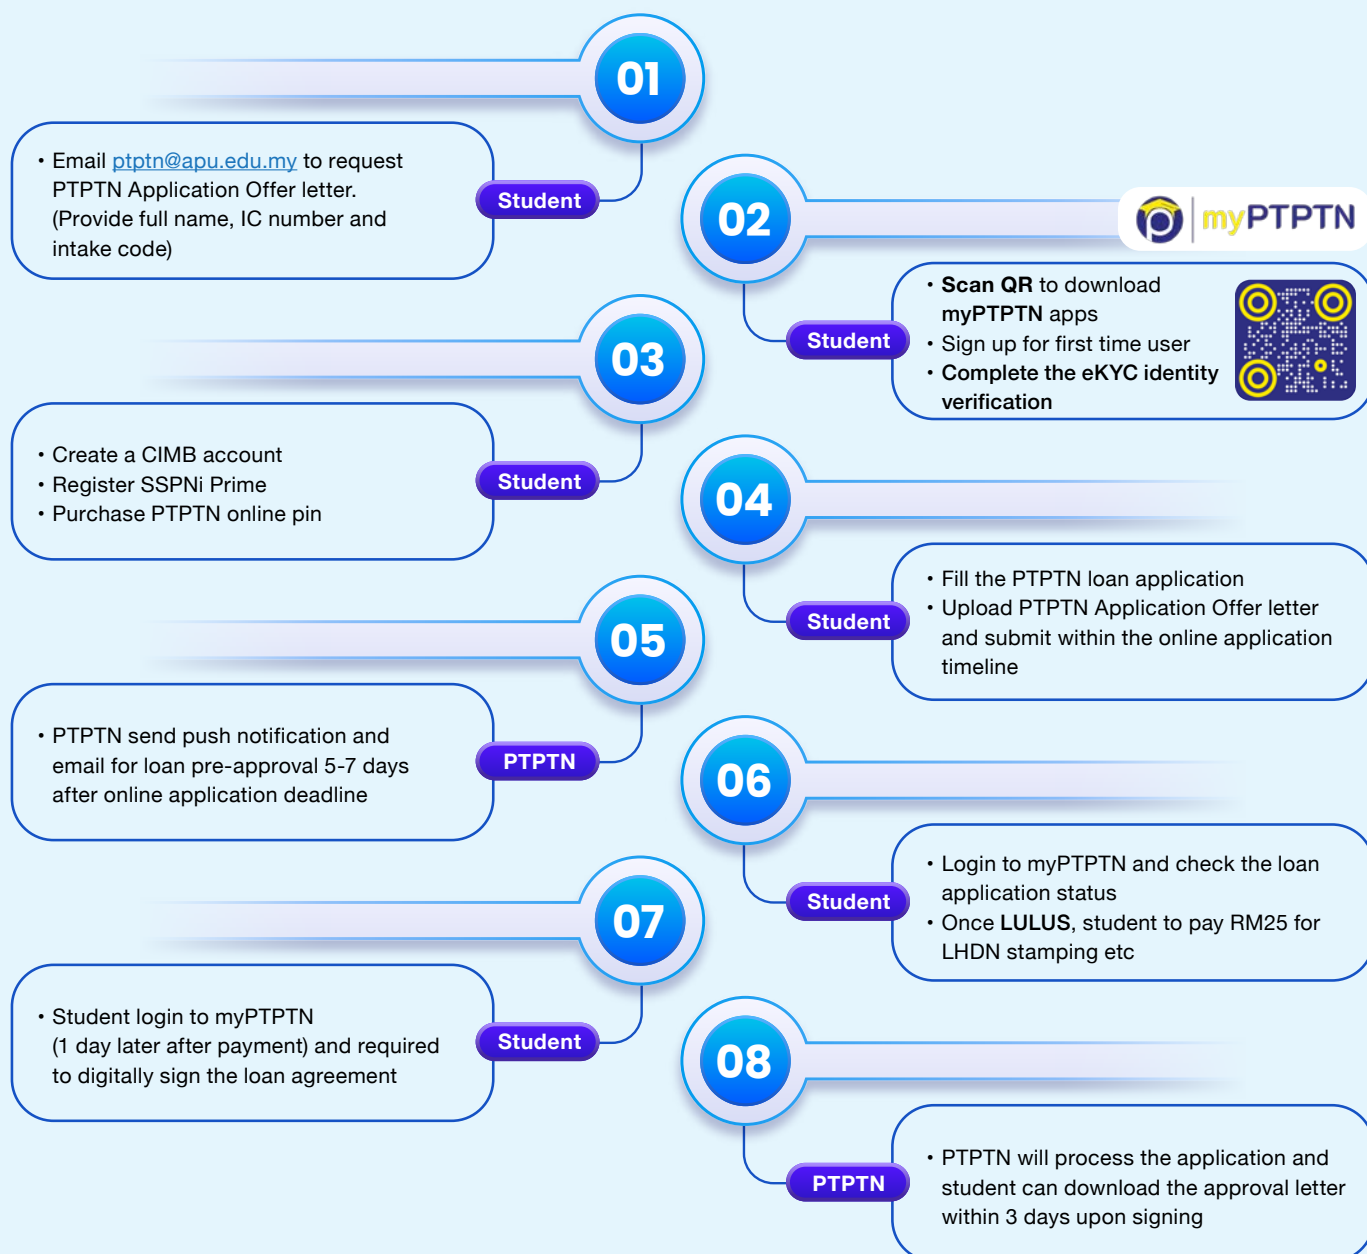 01
• Email ptptn@apu.edu.my to request
PTPTN Application Offer letter.
(Provide full name, IC number and
intake code)
Student
02
myPTPTN
• Scan QR to download
myPTPTN apps
• Sign up for first time user
• Complete the eKYC identity
verification
Student
03
• Create a CIMB account
• Register SSPNi Prime
• Purchase PTPTN online pin
Student
04
• Fill the PTPTN loan application
• Upload PTPTN Application Offer letter
and submit within the online application
timeline
Student
05
• PTPTN send push notification and
email for loan pre-approval 5-7 days
after online application deadline
PTPTN
06
• Login to myPTPTN and check the loan
application status
• Once LULUS, student to pay RM25 for
LHDN stamping etc
Student
07
• Student login to myPTPTN
(1 day later after payment) and required
to digitally sign the loan agreement
Student
08
• PTPTN will process the application and
student can download the approval letter
within 3 days upon signing
PTPTN